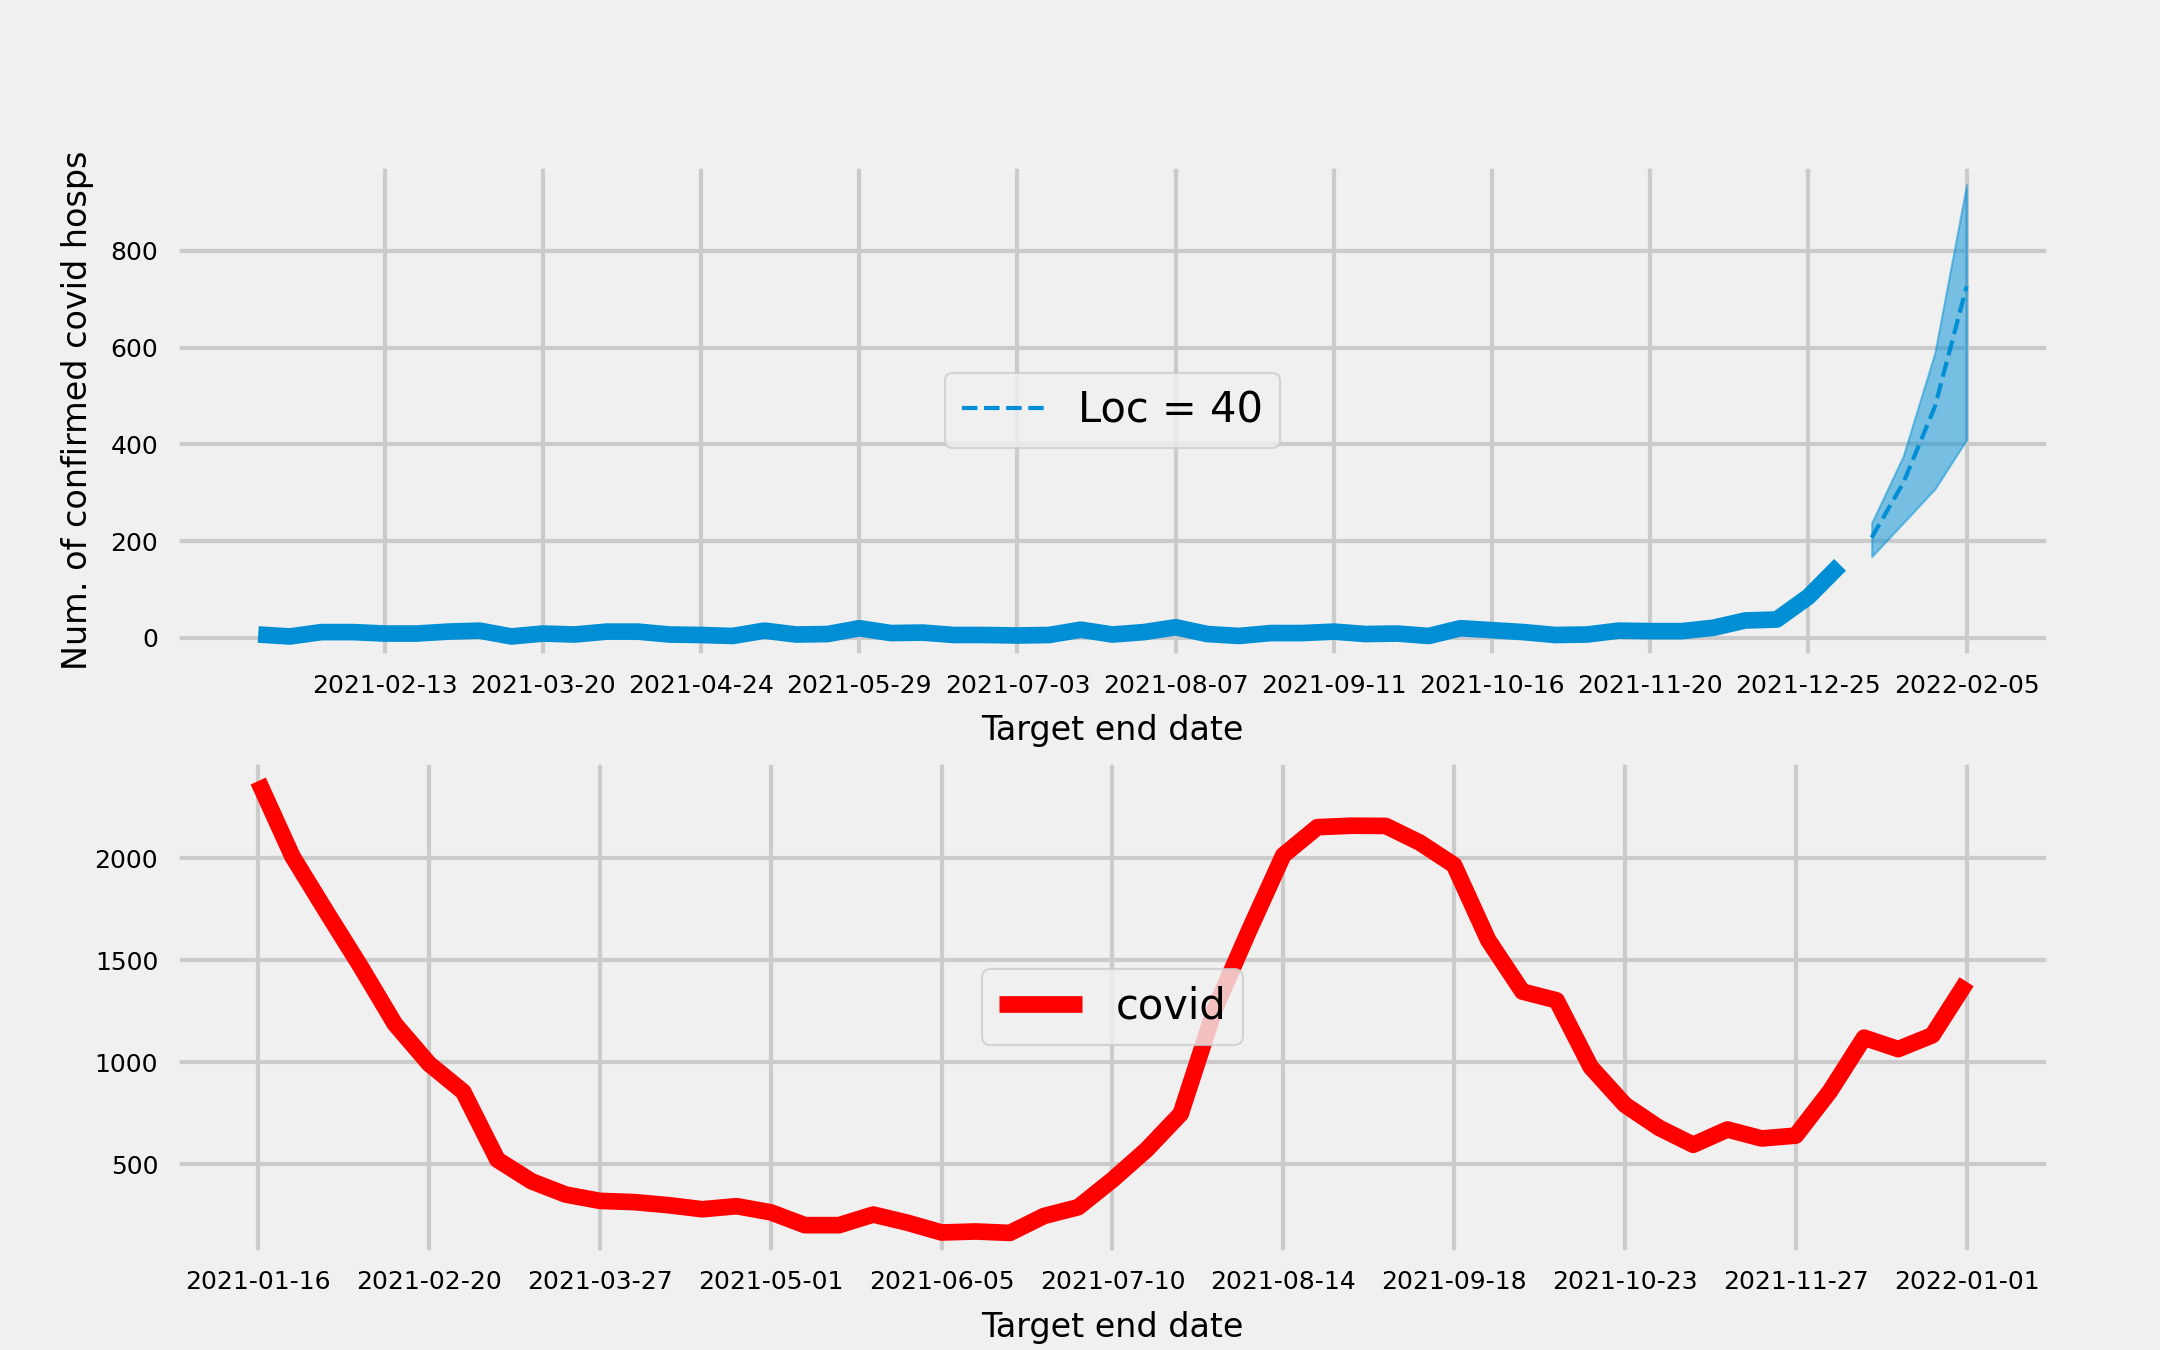 Num. of confirmed covid hosps
800
600
400
200
0
Loc = 40
2021-02-13 2021-03-20 2021-04-24 2021-05-29 2021-07-03 2021-08-07 2021-09-11 2021-10-16 2021-11-20 2021-12-25 2022-02-05
Target end date
2000
1500
1000
500
covid
2021-01-16 2021-02-20 2021-03-27 2021-05-01 2021-06-05 2021-07-10 2021-08-14 2021-09-18 2021-10-23 2021-11-27 2022-01-01
Target end date